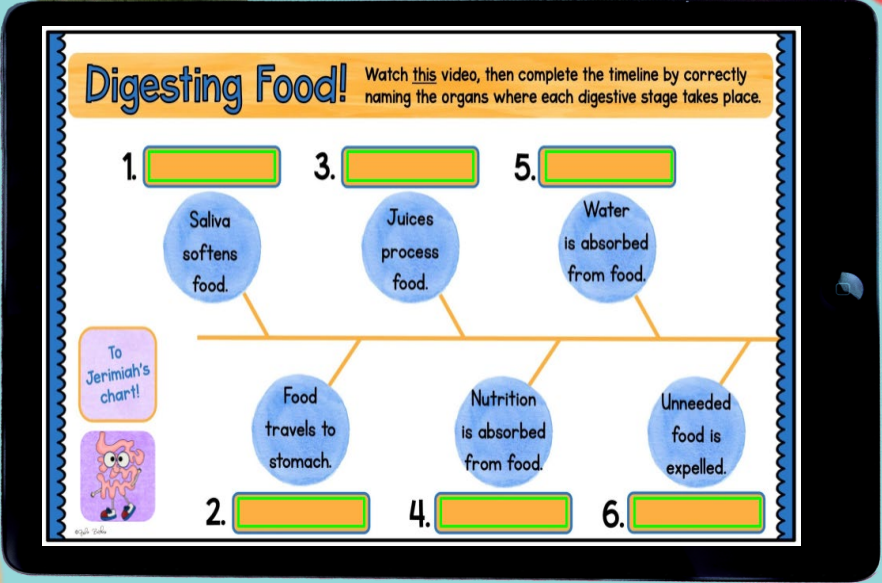 Digesting Food!
Watch this video, then complete the timeline by correctly
naming the organs where each digestive stage takes place.
1.
3.
5.
Saliva
softens
food.
Juices
process
food.
Water
is absorbed
from food.
To
Jerimiah's
chart!
Food
travels to
stomach.
Nutrition
is absorbed
from food.
Unneeded
food is
expelled.
2.
4.
6.